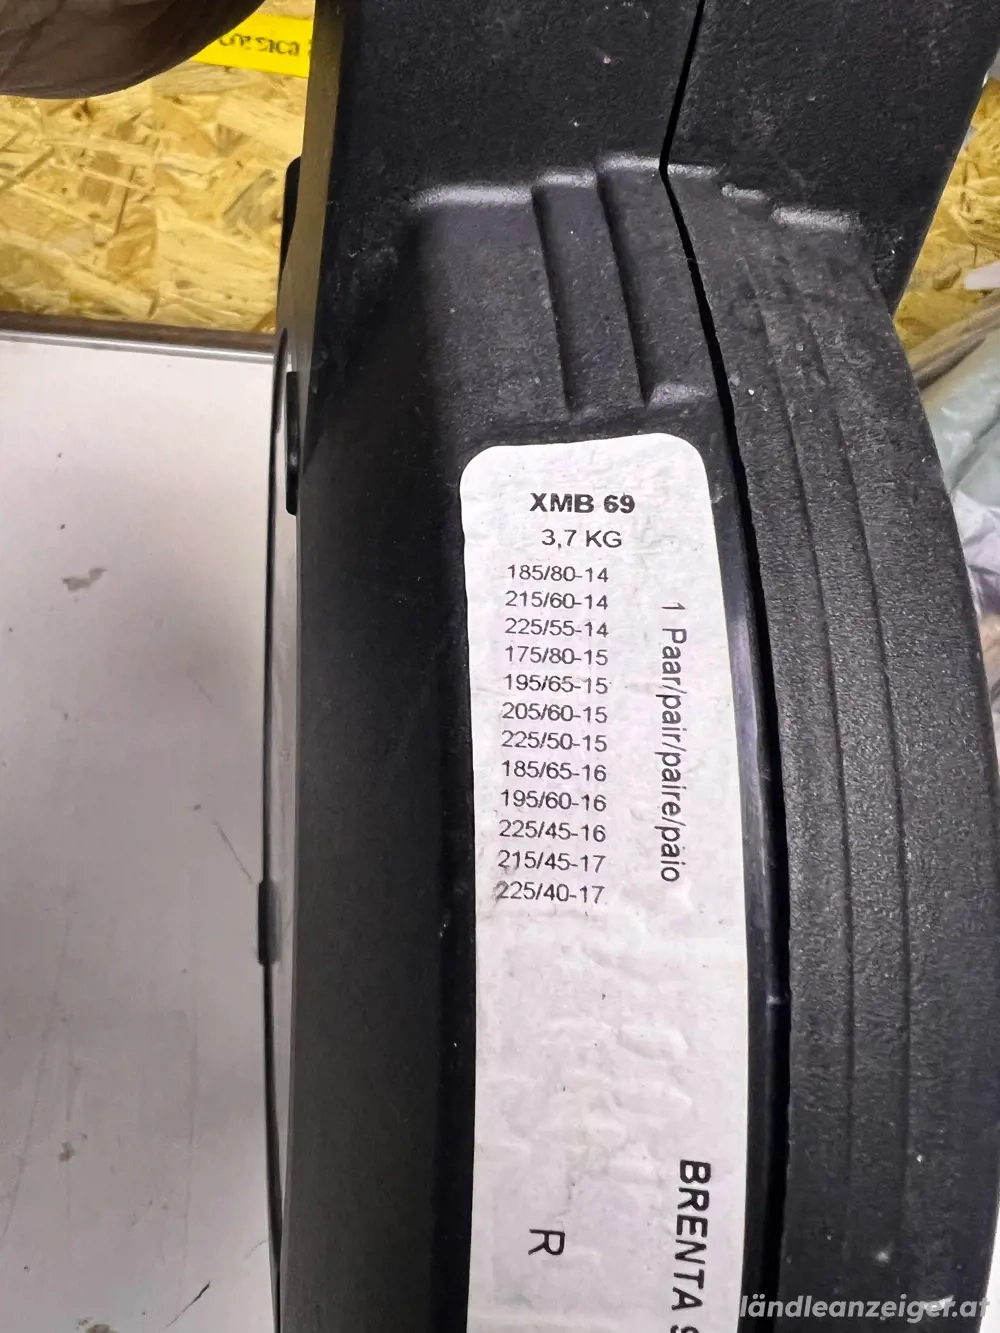 XMB 69
3,7 KG
185/80-14
215/60-14
225/55-14
175/80-15
195/65-15
205/60-15
225/50-15
185/65-16
195/60-16
225/45-16
215/45-17
225/40-17
1 Paar/pair/paire/paio
R
BRENTA
ländleanzeiger.at